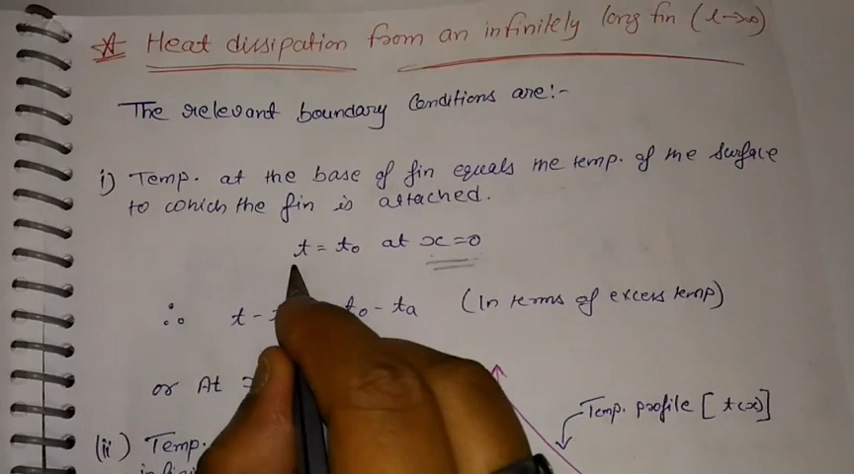 Heat dissipation from an infinitely long fin (l→∞)
The relevant boundary Conditions are:-
i) Temp. at the base of fin equals the temp. of the surface
to which the fin is attached.
t = t₀ at x = 0
∴ t - t₀ - ta (In terms of excess temp)
or At
Temp. profile [t(x)]
(ii) Temp.